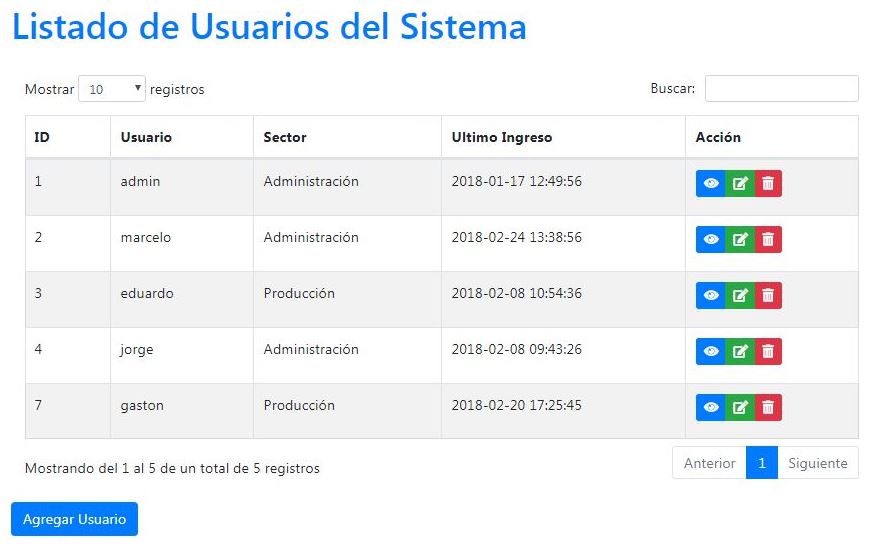 Listado de Usuarios del Sistema
Mostrar 10 registros Buscar:
ID Usuario Sector Ultimo Ingreso Acción
1 admin Administración 2018-01-17 12:49:56
2 marcelo Administración 2018-02-24 13:38:56
3 eduardo Producción 2018-02-08 10:54:36
4 jorge Administración 2018-02-08 09:43:26
7 gaston Producción 2018-02-20 17:25:45
Mostrando del 1 al 5 de un total de 5 registros Anterior 1 Siguiente
Agregar Usuario